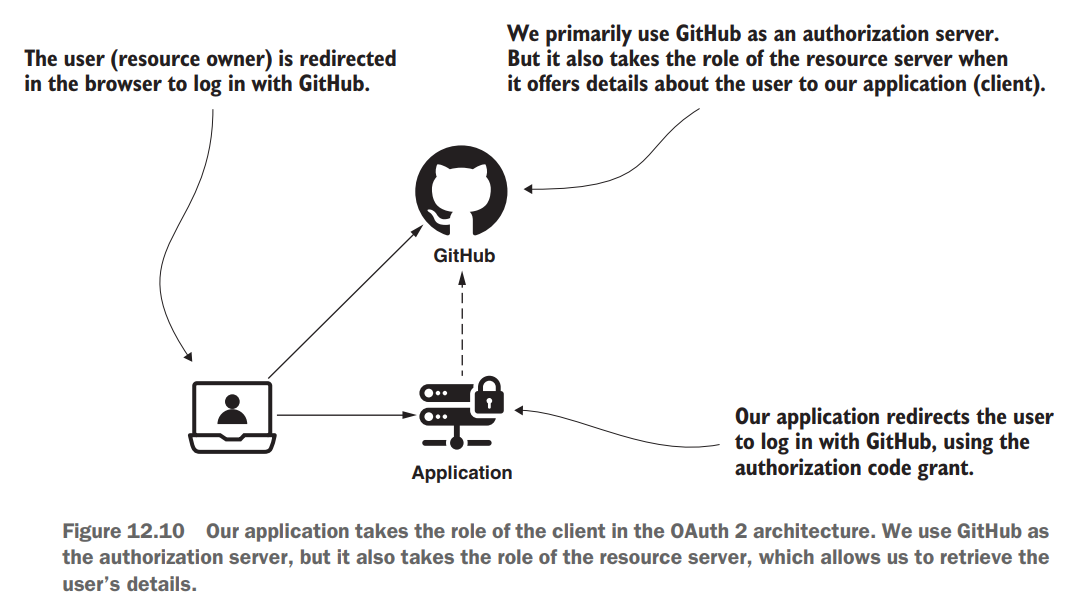 The user (resource owner) is redirected
in the browser to log in with GitHub.
We primarily use GitHub as an authorization server.
But it also takes the role of the resource server when
it offers details about the user to our application (client).
GitHub
Application
Our application redirects the user
to log in with GitHub, using the
authorization code grant.
Figure 12.10 Our application takes the role of the client in the OAuth 2 architecture. We use GitHub as
the authorization server, but it also takes the role of the resource server, which allows us to retrieve the
user’s details.